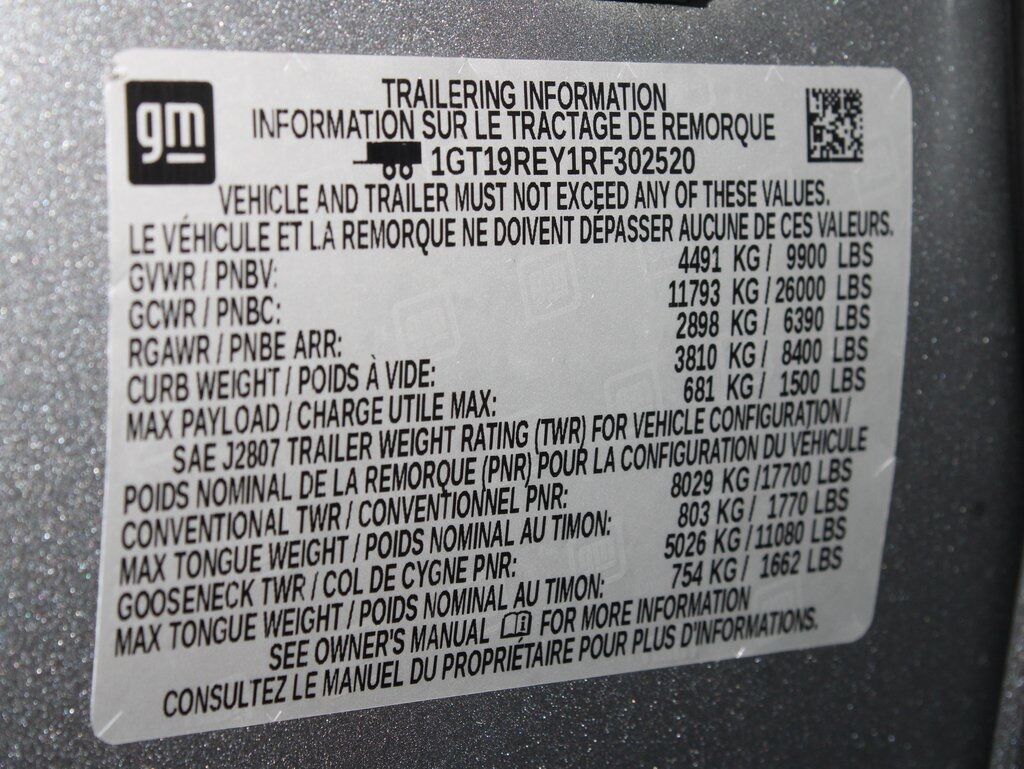 gm
TRAILERING INFORMATION
INFORMATION SUR LE TRACTAGE DE REMORQUE
1GT19REY1RF302520
VEHICLE AND TRAILER MUST NOT EXCEED ANY OF THESE VALUES.
LE VÉHICULE ET LA REMORQUE NE DOIVENT DÉPASSER AUCUNE DE CES VALEURS.
GVWR / PNBV: 4491 KG / 9900 LBS
GCWR / PNBC: 11793 KG / 26000 LBS
RGAWR / PNBE ARR: 2898 KG / 6390 LBS
CURB WEIGHT / POIDS À VIDE: 3810 KG / 8400 LBS
MAX PAYLOAD / CHARGE UTILE MAX: 681 KG / 1500 LBS
SAE J2807 TRAILER WEIGHT RATING (TWR) FOR VEHICLE CONFIGURATION /
POIDS NOMINAL DE LA REMORQUE (PNR) POUR LA CONFIGURATION DU VÉHICULE
CONVENTIONAL TWR / CONVENTIONNEL PNR: 8029 KG /17700 LBS
MAX TONGUE WEIGHT / POIDS NOMINAL AU TIMON: 803 KG / 1770 LBS
GOOSENECK TWR / COL DE CYGNE PNR: 5026 KG /11080 LBS
MAX TONGUE WEIGHT / POIDS NOMINAL AU TIMON: 754 KG / 1662 LBS
SEE OWNER'S MANUAL FOR MORE INFORMATION
CONSULTEZ LE MANUEL DU PROPRIÉTAIRE POUR PLUS D'INFORMATIONS.